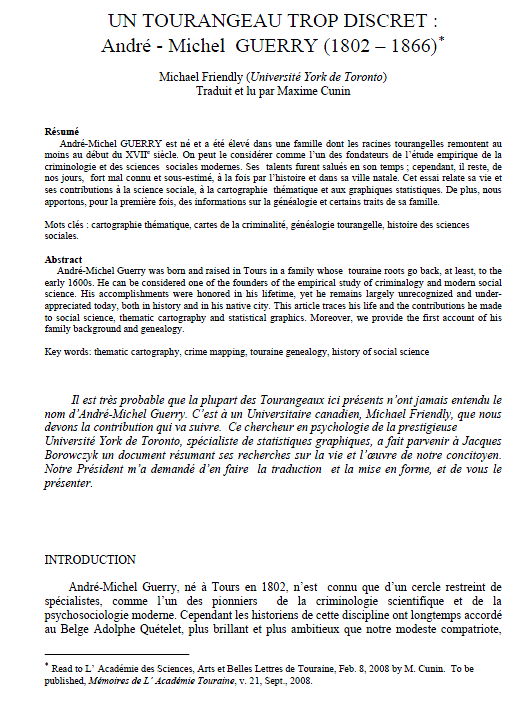 UN TOURANGEAU TROP DISCRET :
André - Michel GUERRY (1802 – 1866)*
Michael Friendly (Université York de Toronto)
Traduit et lu par Maxime Cunin
Résumé
André-Michel GUERRY est né et a été élevé dans une famille dont les racines tourangelles remontent au
moins au début du XVIIe siècle. On peut le considérer comme l'un des fondateurs de l'étude empirique de la
criminologie et des sciences sociales modernes. Ses talents furent salués en son temps ; cependant, il reste, de
nos jours, fort mal connu et sous-estimé, à la fois par l'histoire et dans sa ville natale. Cet essai relate sa vie et
ses contributions à la science sociale, à la cartographie thématique et aux graphiques statistiques. De plus, nous
apportons, pour la première fois, des informations sur la généalogie et certains traits de sa famille.
Mots clés : cartographie thématique, cartes de la criminalité, généalogie tourangelle, histoire des sciences
sociales.
Abstract
André-Michel Guerry was born and raised in Tours in a family whose touraine roots go back, at least, to the
early 1600s. He can be considered one of the founders of the empirical study of criminalogy and modern social
science. His accomplishments were honored in his lifetime, yet he remains largely unrecognized and under-
appreciated today, both in history and in his native city. This article traces his life and the contributions he made
to social science, thematic cartography and statistical graphics. Moreover, we provide the first account of his
family background and genealogy.
Key words: thematic cartography, crime mapping, touraine genealogy, history of social science
Il est très probable que la plupart des Tourangeaux ici présents n'ont jamais entendu le
nom d'André-Michel Guerry. C'est à un Universitaire canadien, Michael Friendly, que nous
devons la contribution qui va suivre. Ce chercheur en psychologie de la prestigieuse
Université York de Toronto, spécialiste de statistiques graphiques, a fait parvenir à Jacques
Borowczyk un document résumant ses recherches sur la vie et l'œuvre de notre concitoyen.
Notre Président m'a demandé d'en faire la traduction et la mise en forme, et de vous le
présenter.
INTRODUCTION
André-Michel Guerry, né à Tours en 1802, n'est connu que d'un cercle restreint de
spécialistes, comme l'un des pionniers de la criminologie scientifique et de la
psychosociologie moderne. Cependant les historiens de cette discipline ont longtemps accordé
au Belge Adolphe Quételet, plus brillant et plus ambitieux que notre modeste compatriote,
* Read to L' Académie des Sciences, Arts et Belles Lettres de Touraine, Feb. 8, 2008 by M. Cunin. To be
published, Mémoires de L' Académie Touraine, v. 21, Sept., 2008.